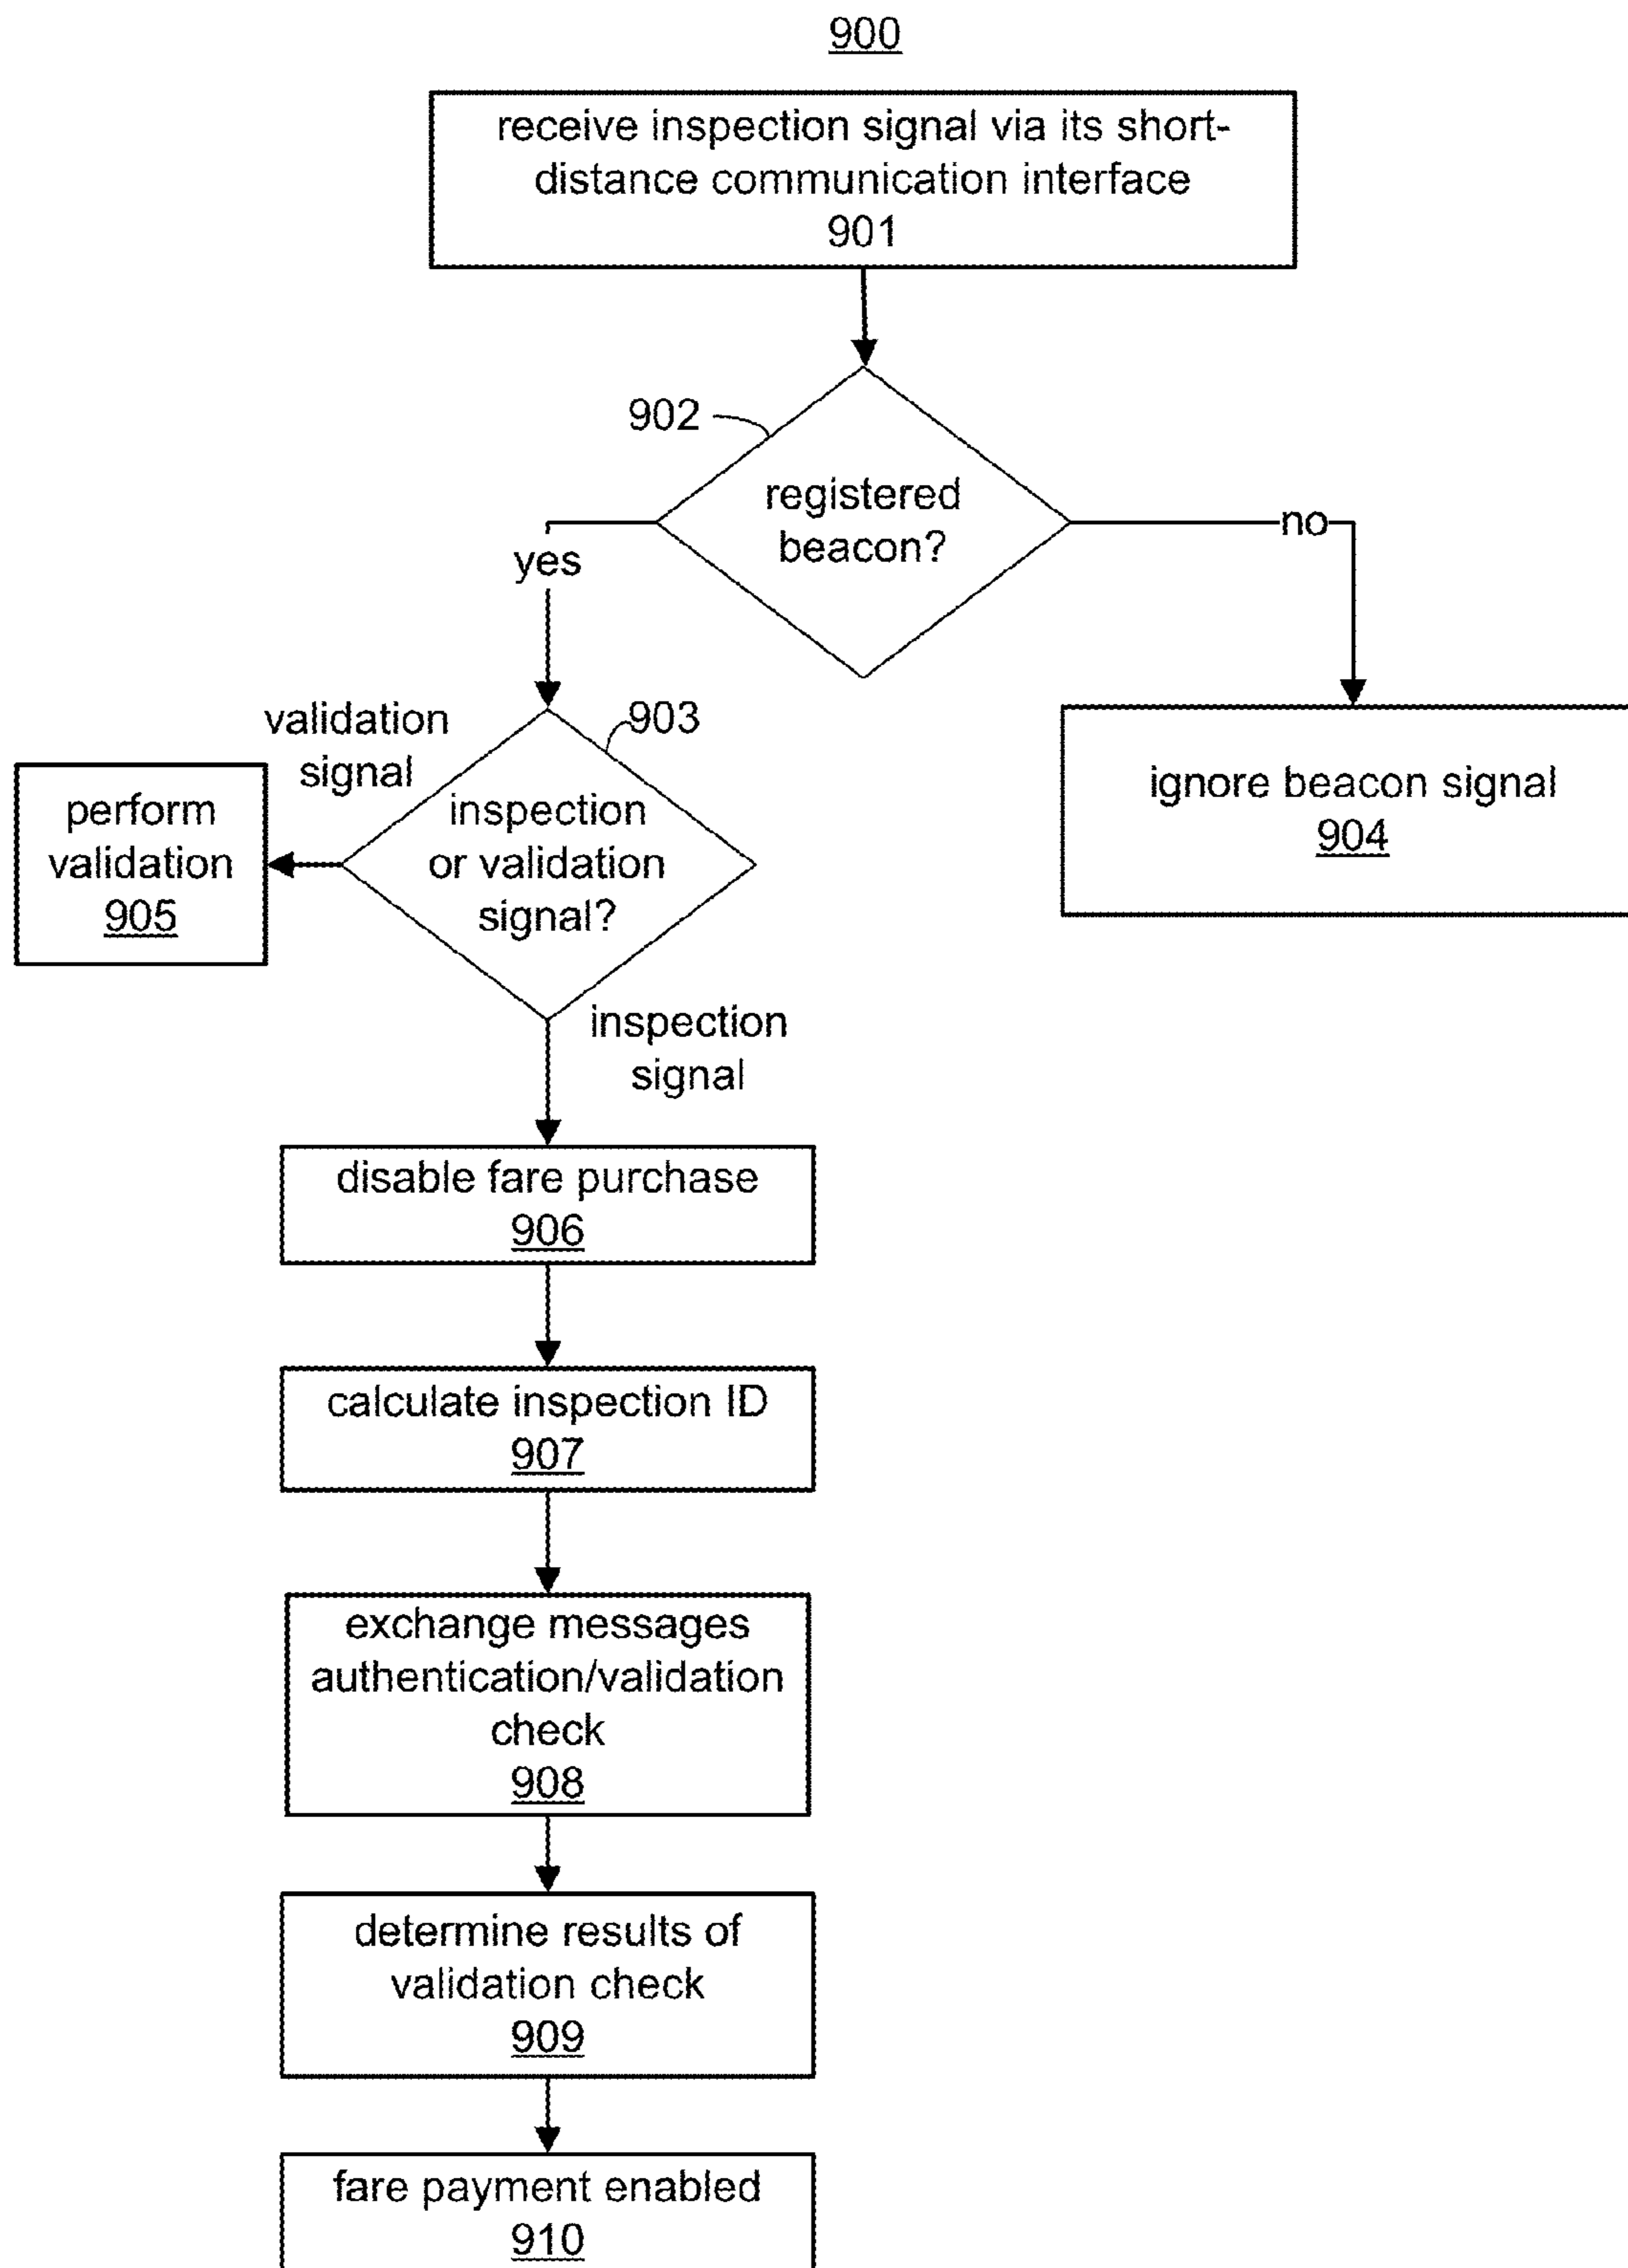 900
receive inspection signal via its short-
distance communication interface
901
902
registered
beacon?
yes
no
validation
signal
903
perform
validation
905
inspection
or validation
signal?
ignore beacon signal
904
inspection
signal
disable fare purchase
906
calculate inspection ID
907
exchange messages
authentication/validation
check
908
determine results of
validation check
909
fare payment enabled
910